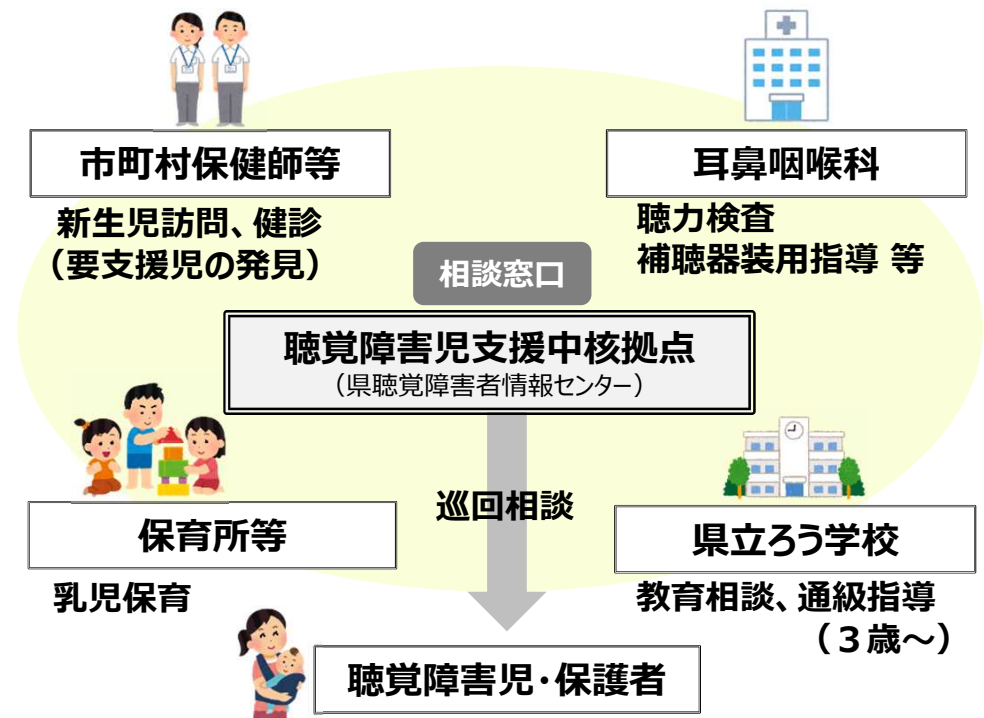 市町村保健師等
新生児訪問、健診
（要支援児の発見）
耳鼻咽喉科
聴力検査
補聴器装用指導 等
相談窓口
聴覚障害児支援中核拠点
（県聴覚障害者情報センター）
保育所等
乳児保育
巡回相談
県立ろう学校
教育相談、通級指導
（３歳～）
聴覚障害児・保護者